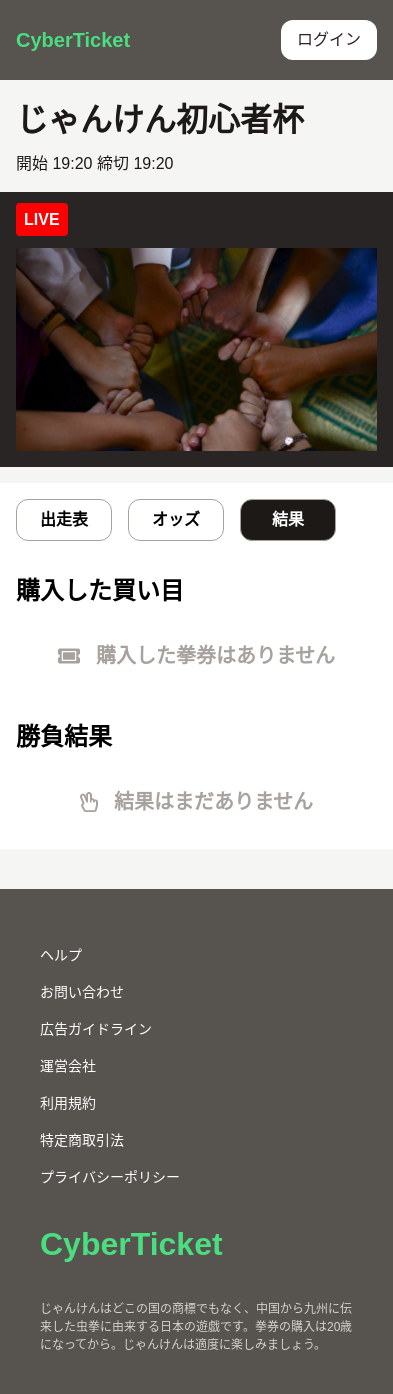 CyberTicket
ログイン
じゃんけん初心者杯
開始 19:20 締切 19:20
LIVE
出走表
オッズ
結果
購入した買い目
購入した拳券はありません
勝負結果
結果はまだありません
ヘルプ
お問い合わせ
広告ガイドライン
運営会社
利用規約
特定商取引法
プライバシーポリシー
CyberTicket
じゃんけんはどこの国の商標でもなく、中国から九州に伝
来した虫拳に由来する日本の遊戯です。拳券の購入は20歳
になってから。じゃんけんは適度に楽しみましょう。